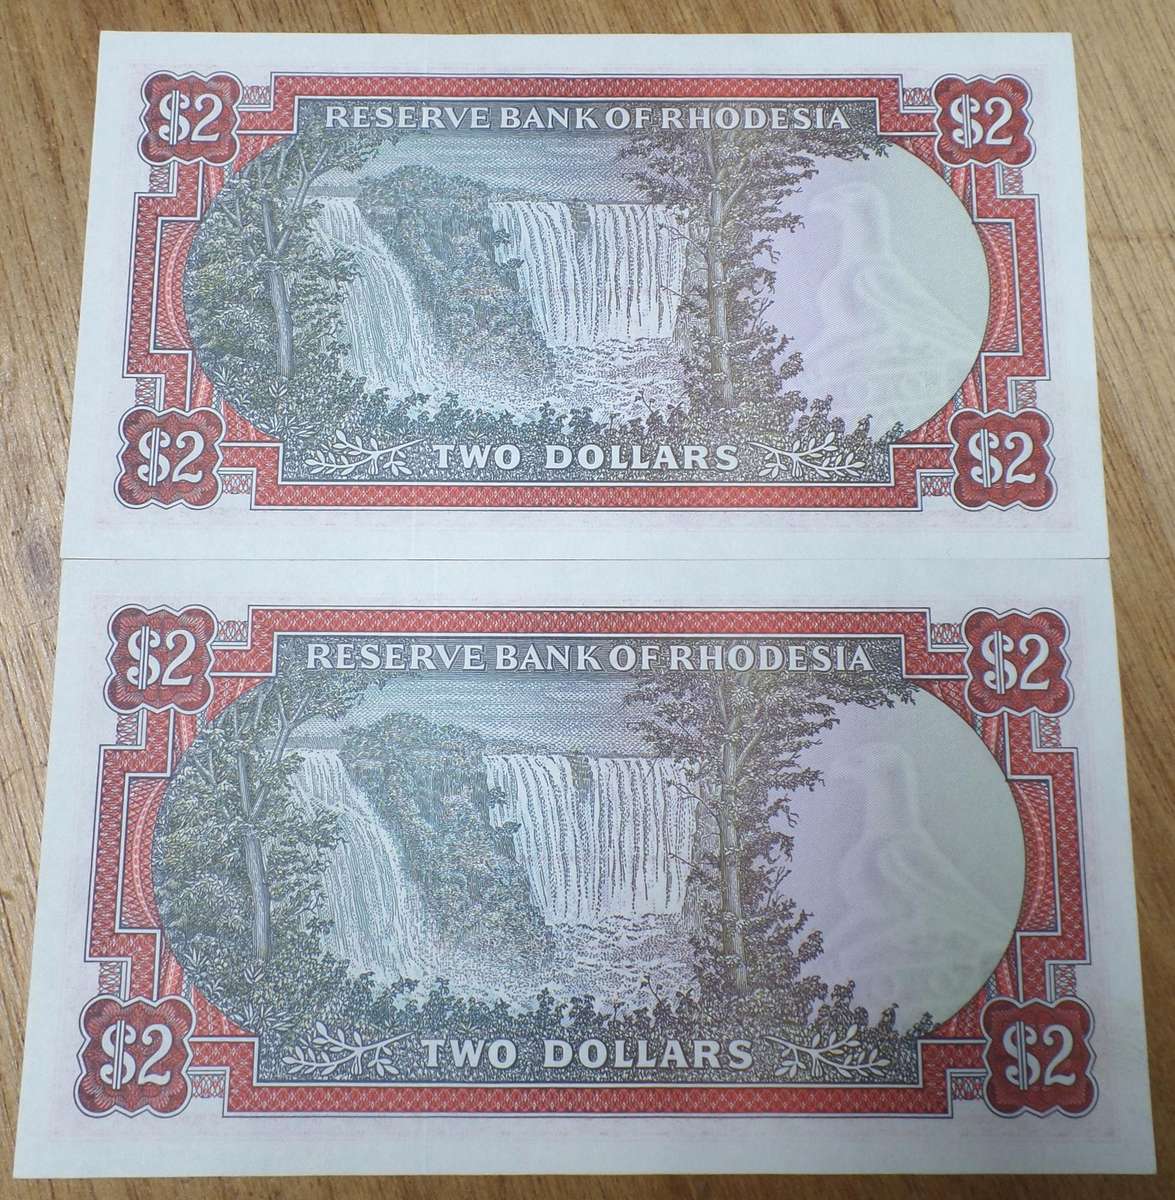 $2 $2
RESERVE BANK OF RHODESIA
$2 TWO DOLLARS $2
$2 $2
RESERVE BANK OF RHODESIA
$2 TWO DOLLARS $2